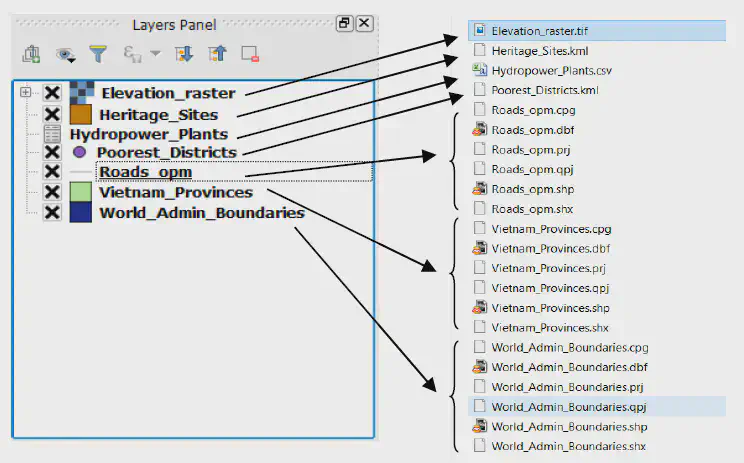 Layers Panel
Elevation_raster
Heritage_Sites
Hydropower_Plants
Poorest_Districts
Roads_opm
Vietnam_Provinces
World_Admin_Boundaries
Elevation_raster.tif
Heritage_Sites.kml
Hydropower_Plants.csv
Poorest_Districts.kml
Roads_opm.cpg
Roads_opm.dbf
Roads_opm.prj
Roads_opm.qpj
Roads_opm.shp
Roads_opm.shx
Vietnam_Provinces.cpg
Vietnam_Provinces.dbf
Vietnam_Provinces.prj
Vietnam_Provinces.qpj
Vietnam_Provinces.shp
Vietnam_Provinces.shx
World_Admin_Boundaries.cpg
World_Admin_Boundaries.dbf
World_Admin_Boundaries.prj
World_Admin_Boundaries.qpj
World_Admin_Boundaries.shp
World_Admin_Boundaries.shx